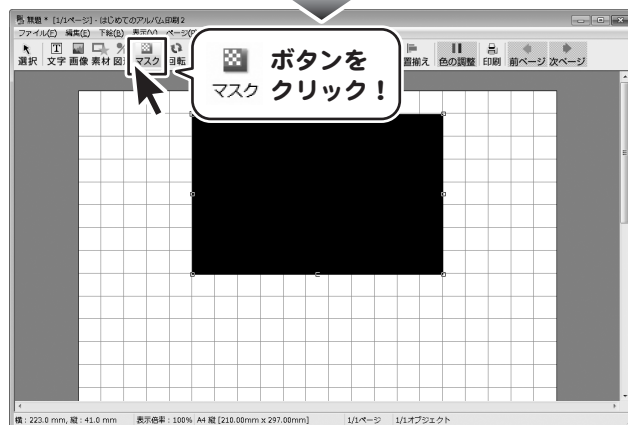 無題 * [1/1ページ] - はじめてのアルバム印刷2
ファイル(F) 編集(E) 下絵(B) 表示(V) ページ(P)
選択 文字 画像 素材 図 マスク 回転 置揃え 色の調整 印刷 前ページ 次ページ
マスク ボタンを
クリック！
横 : 223.0 mm, 縦 : 41.0 mm 表示倍率 : 100% A4 縦 [210.00mm x 297.00mm] 1/1ページ 1/1オブジェクト